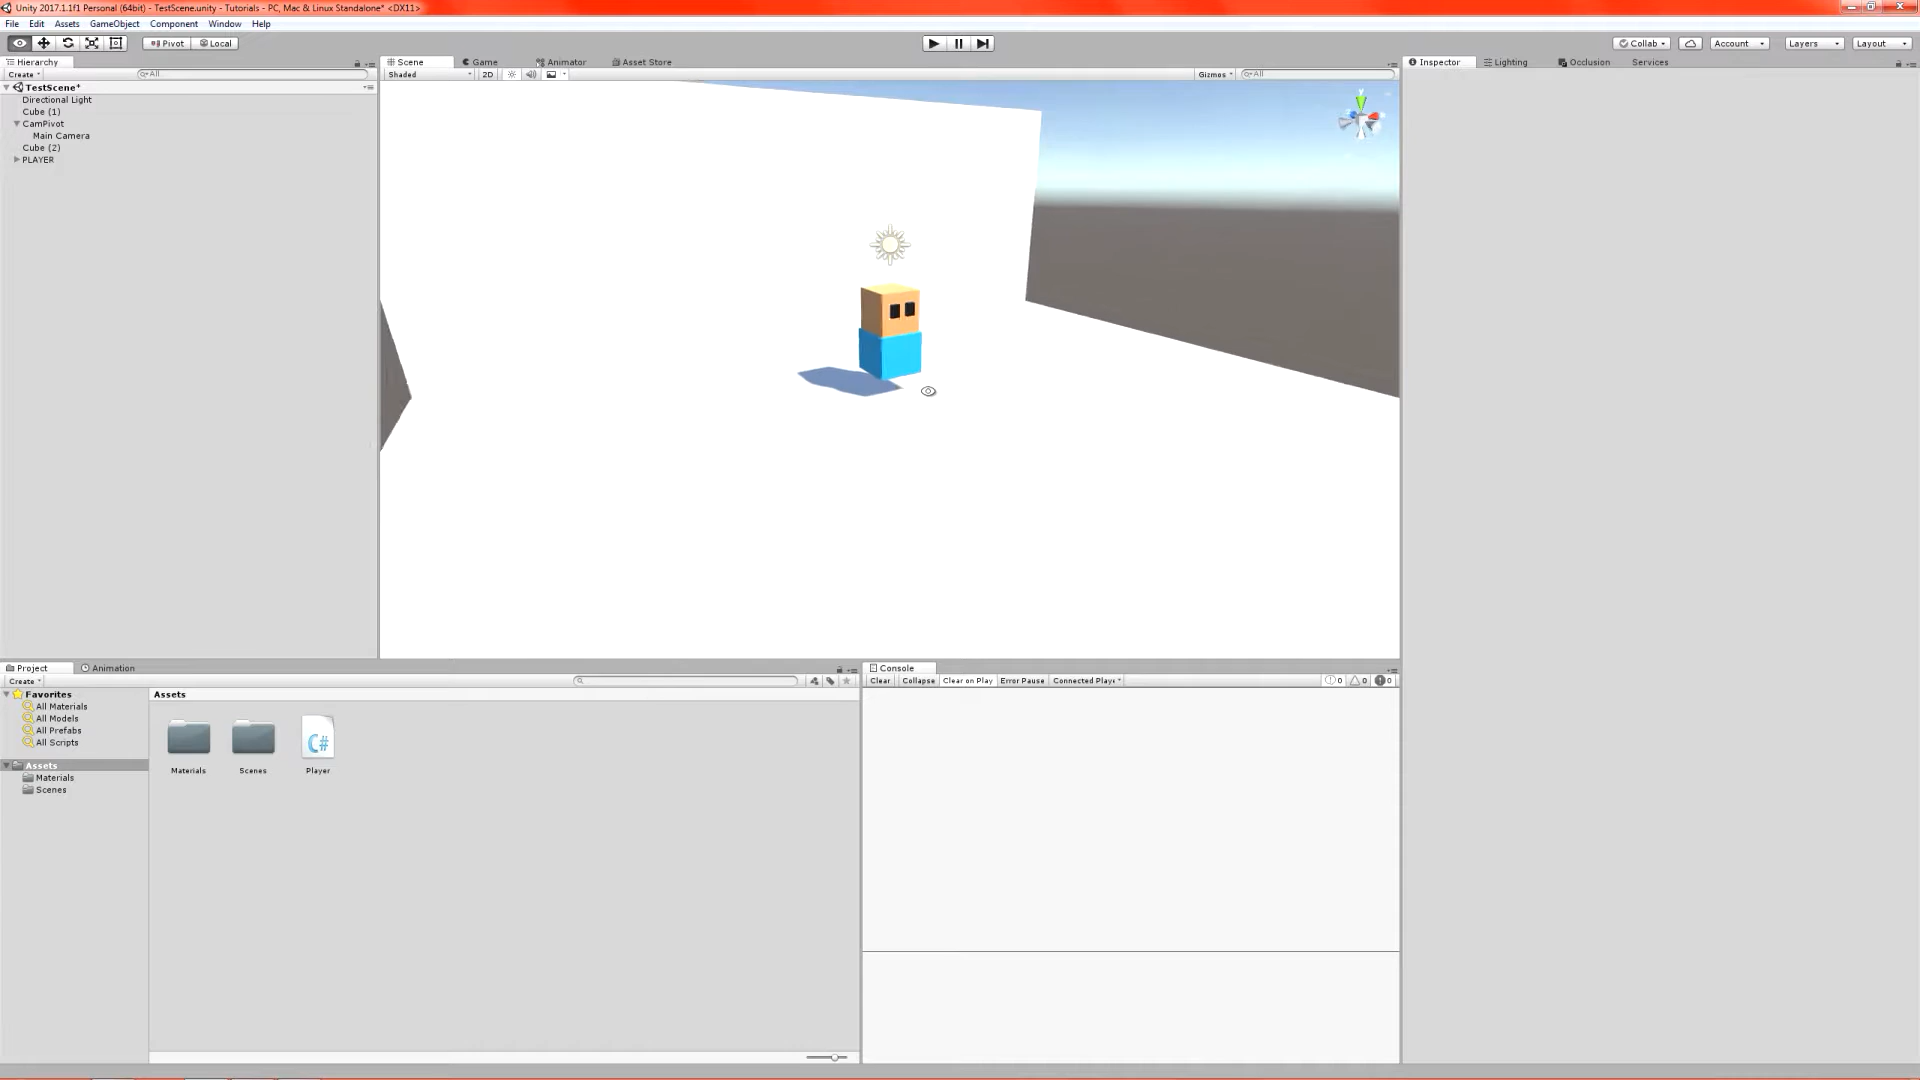 Unity 2017.1.1f1 Personal (64bit) - TestScene.unity - Tutorials - PC, Mac & Linux Standalone* <DX11>
File Edit Assets GameObject Component Window Help
Pivot Local Collab Account Layers Layout
Hierarchy Scene Game Animator Asset Store Inspector Lighting Occlusion Services
Create All Shaded 2D Gizmos All
TestScene*
Directional Light
Cube (1)
CamPivot
Main Camera
Cube (2)
PLAYER
Project Animation Console
Create Clear Collapse Clear on Play Error Pause Connected Playe 0 0 0
Favorites Assets
All Materials
All Models
All Prefabs
All Scripts
Assets
Materials
Scenes
C#
Materials Scenes Player